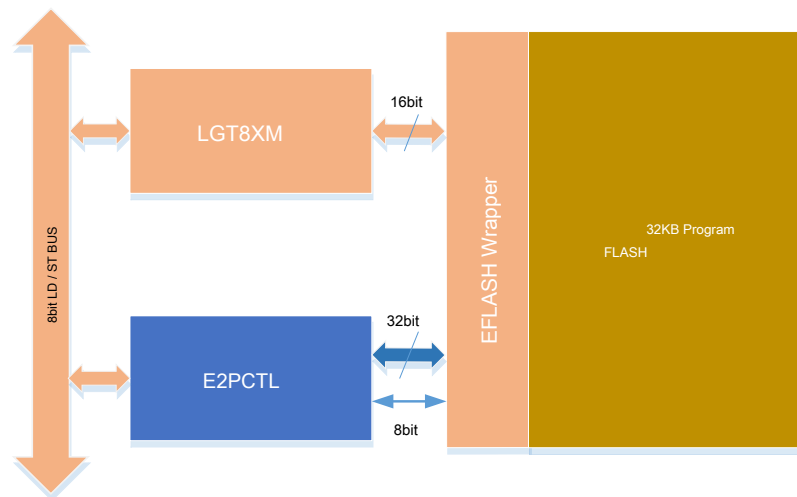 8bit LD / ST BUS
LGT8XM
16bit
EFLASH Wrapper
32KB Program
FLASH
E2PCTL
32bit
8bit